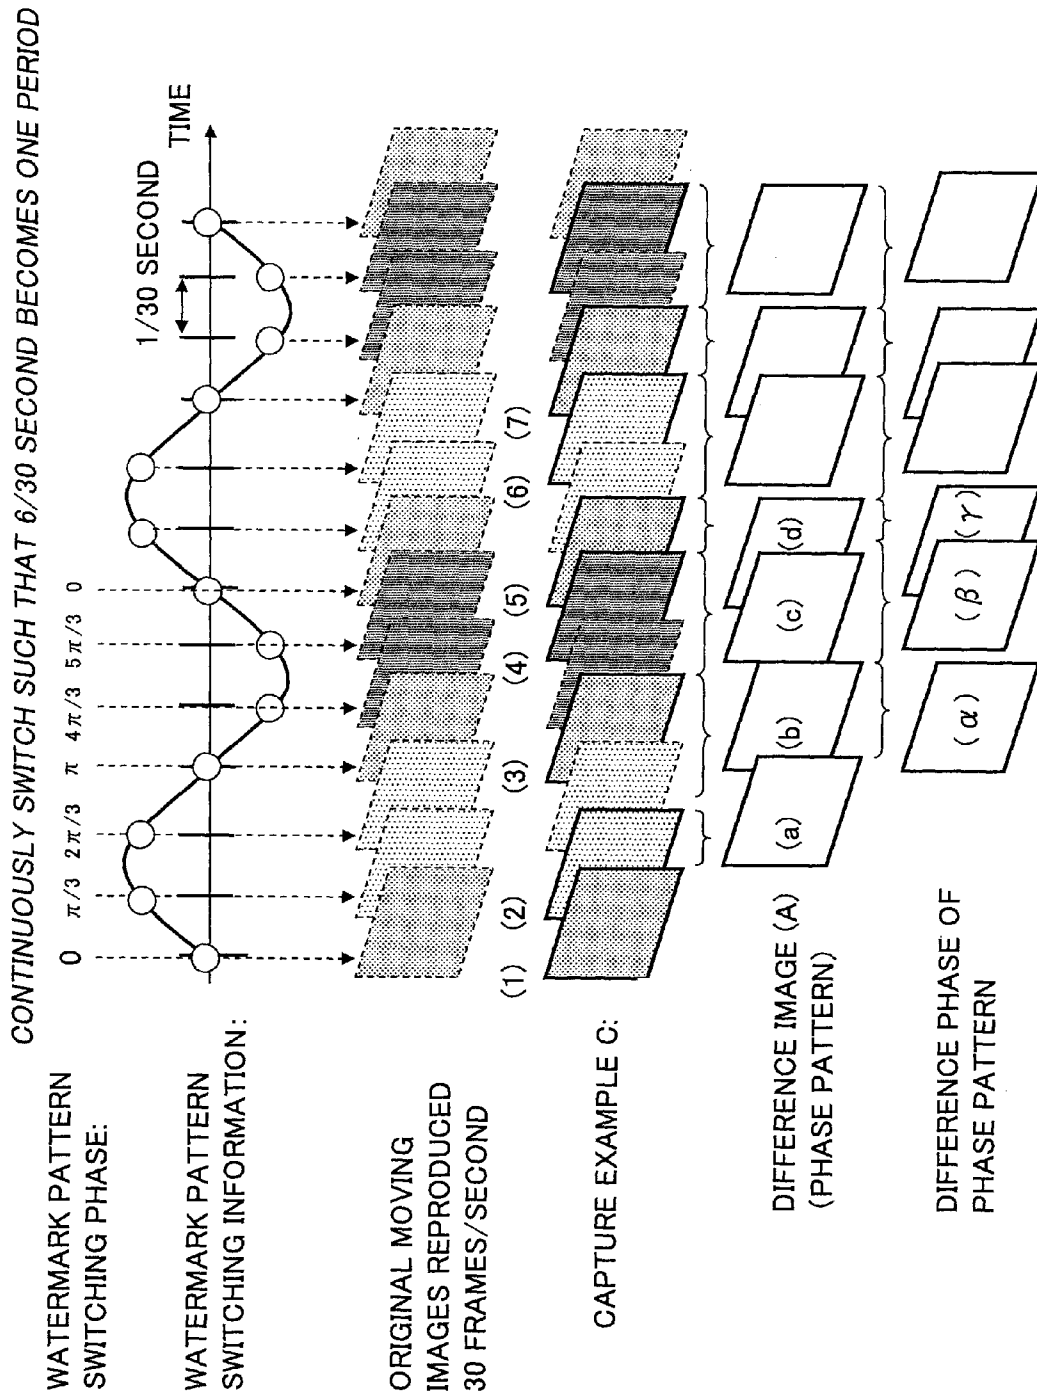 CONTINUOUSLY SWITCH SUCH THAT 6/30 SECOND BECOMES ONE PERIOD
WATERMARK PATTERN
SWITCHING PHASE:
0 π/3 2π/3 π 4π/3 5π/3 0
1/30 SECOND
TIME
WATERMARK PATTERN
SWITCHING INFORMATION:
ORIGINAL MOVING
IMAGES REPRODUCED
30 FRAMES/SECOND
(1) (2) (3) (4) (5) (6) (7)
CAPTURE EXAMPLE C:
DIFFERENCE IMAGE (A)
(PHASE PATTERN)
(a) (b) (c) (d)
DIFFERENCE PHASE OF
PHASE PATTERN
(α) (β) (γ)